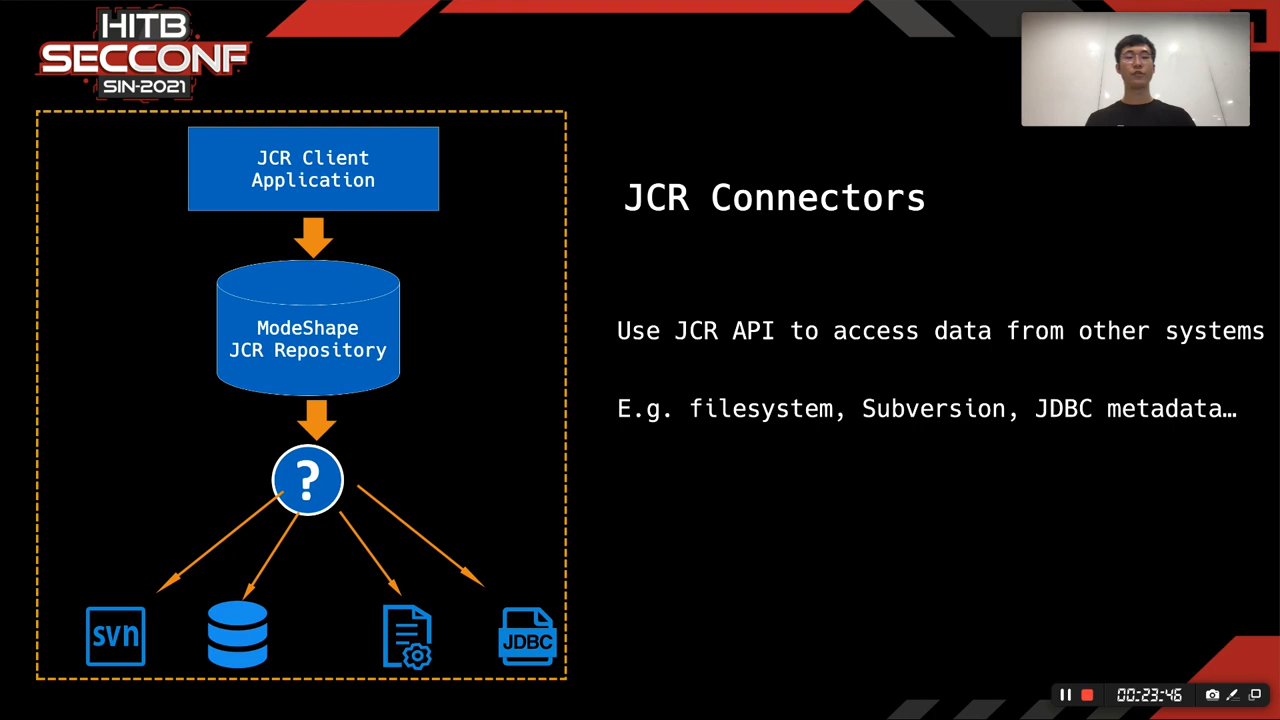 HITB
SECCONF
SIN-2021
JCR Client
Application
ModeShape
JCR Repository
?
svn
JDBC
JCR Connectors
Use JCR API to access data from other systems
E.g. filesystem, Subversion, JDBC metadata…
00:23:46